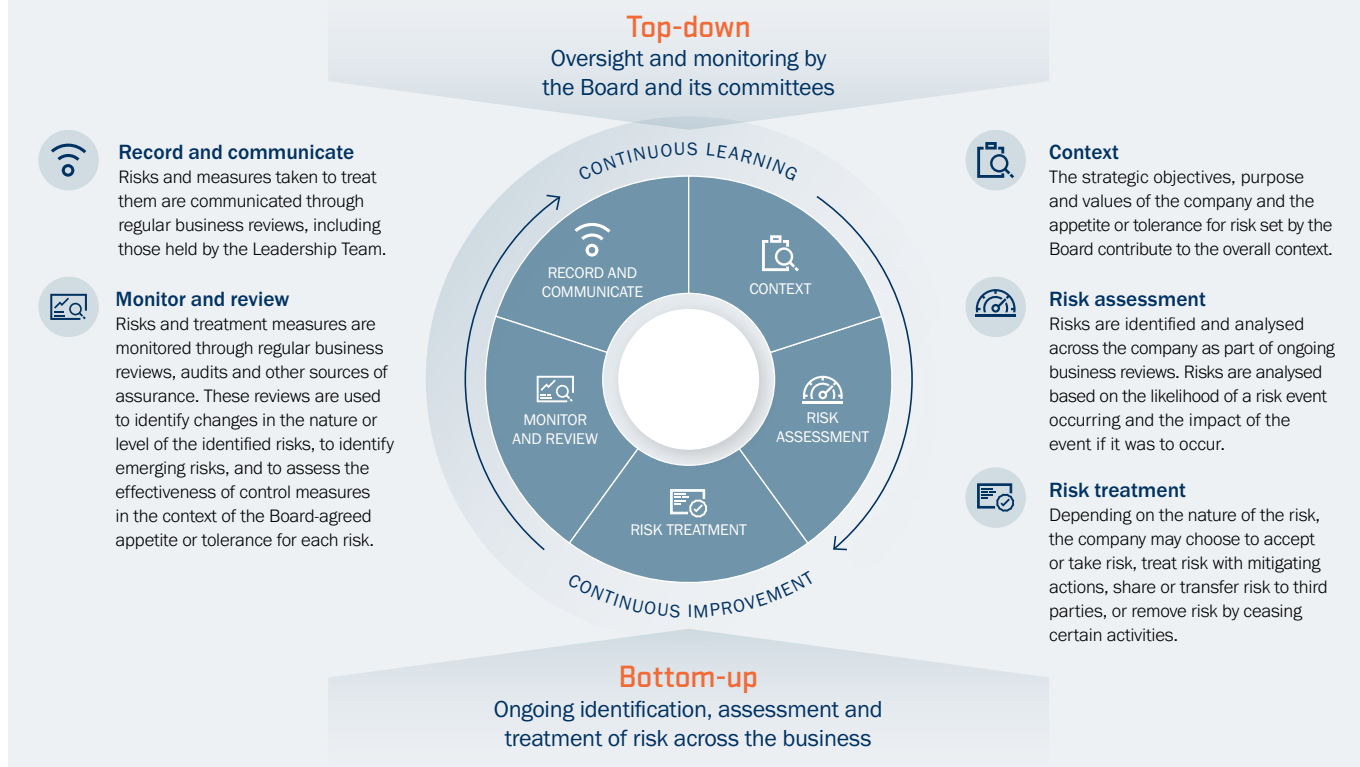 Top-down
Oversight and monitoring by
the Board and its committees
Record and communicate
Risks and measures taken to treat
them are communicated through
regular business reviews, including
those held by the Leadership Team.
Monitor and review
Risks and treatment measures are
monitored through regular business
reviews, audits and other sources of
assurance. These reviews are used
to identify changes in the nature or
level of the identified risks, to identify
emerging risks, and to assess the
effectiveness of control measures
in the context of the Board-agreed
appetite or tolerance for each risk.
CONTINUOUS LEARNING
RECORD AND
COMMUNICATE
CONTEXT
MONITOR
AND REVIEW
RISK
ASSESSMENT
RISK TREATMENT
CONTINUOUS IMPROVEMENT
Context
The strategic objectives, purpose
and values of the company and the
appetite or tolerance for risk set by the
Board contribute to the overall context.
Risk assessment
Risks are identified and analysed
across the company as part of ongoing
business reviews. Risks are analysed
based on the likelihood of a risk event
occurring and the impact of the
event if it was to occur.
Risk treatment
Depending on the nature of the risk,
the company may choose to accept
or take risk, treat risk with mitigating
actions, share or transfer risk to third
parties, or remove risk by ceasing
certain activities.
Bottom-up
Ongoing identification, assessment and
treatment of risk across the business